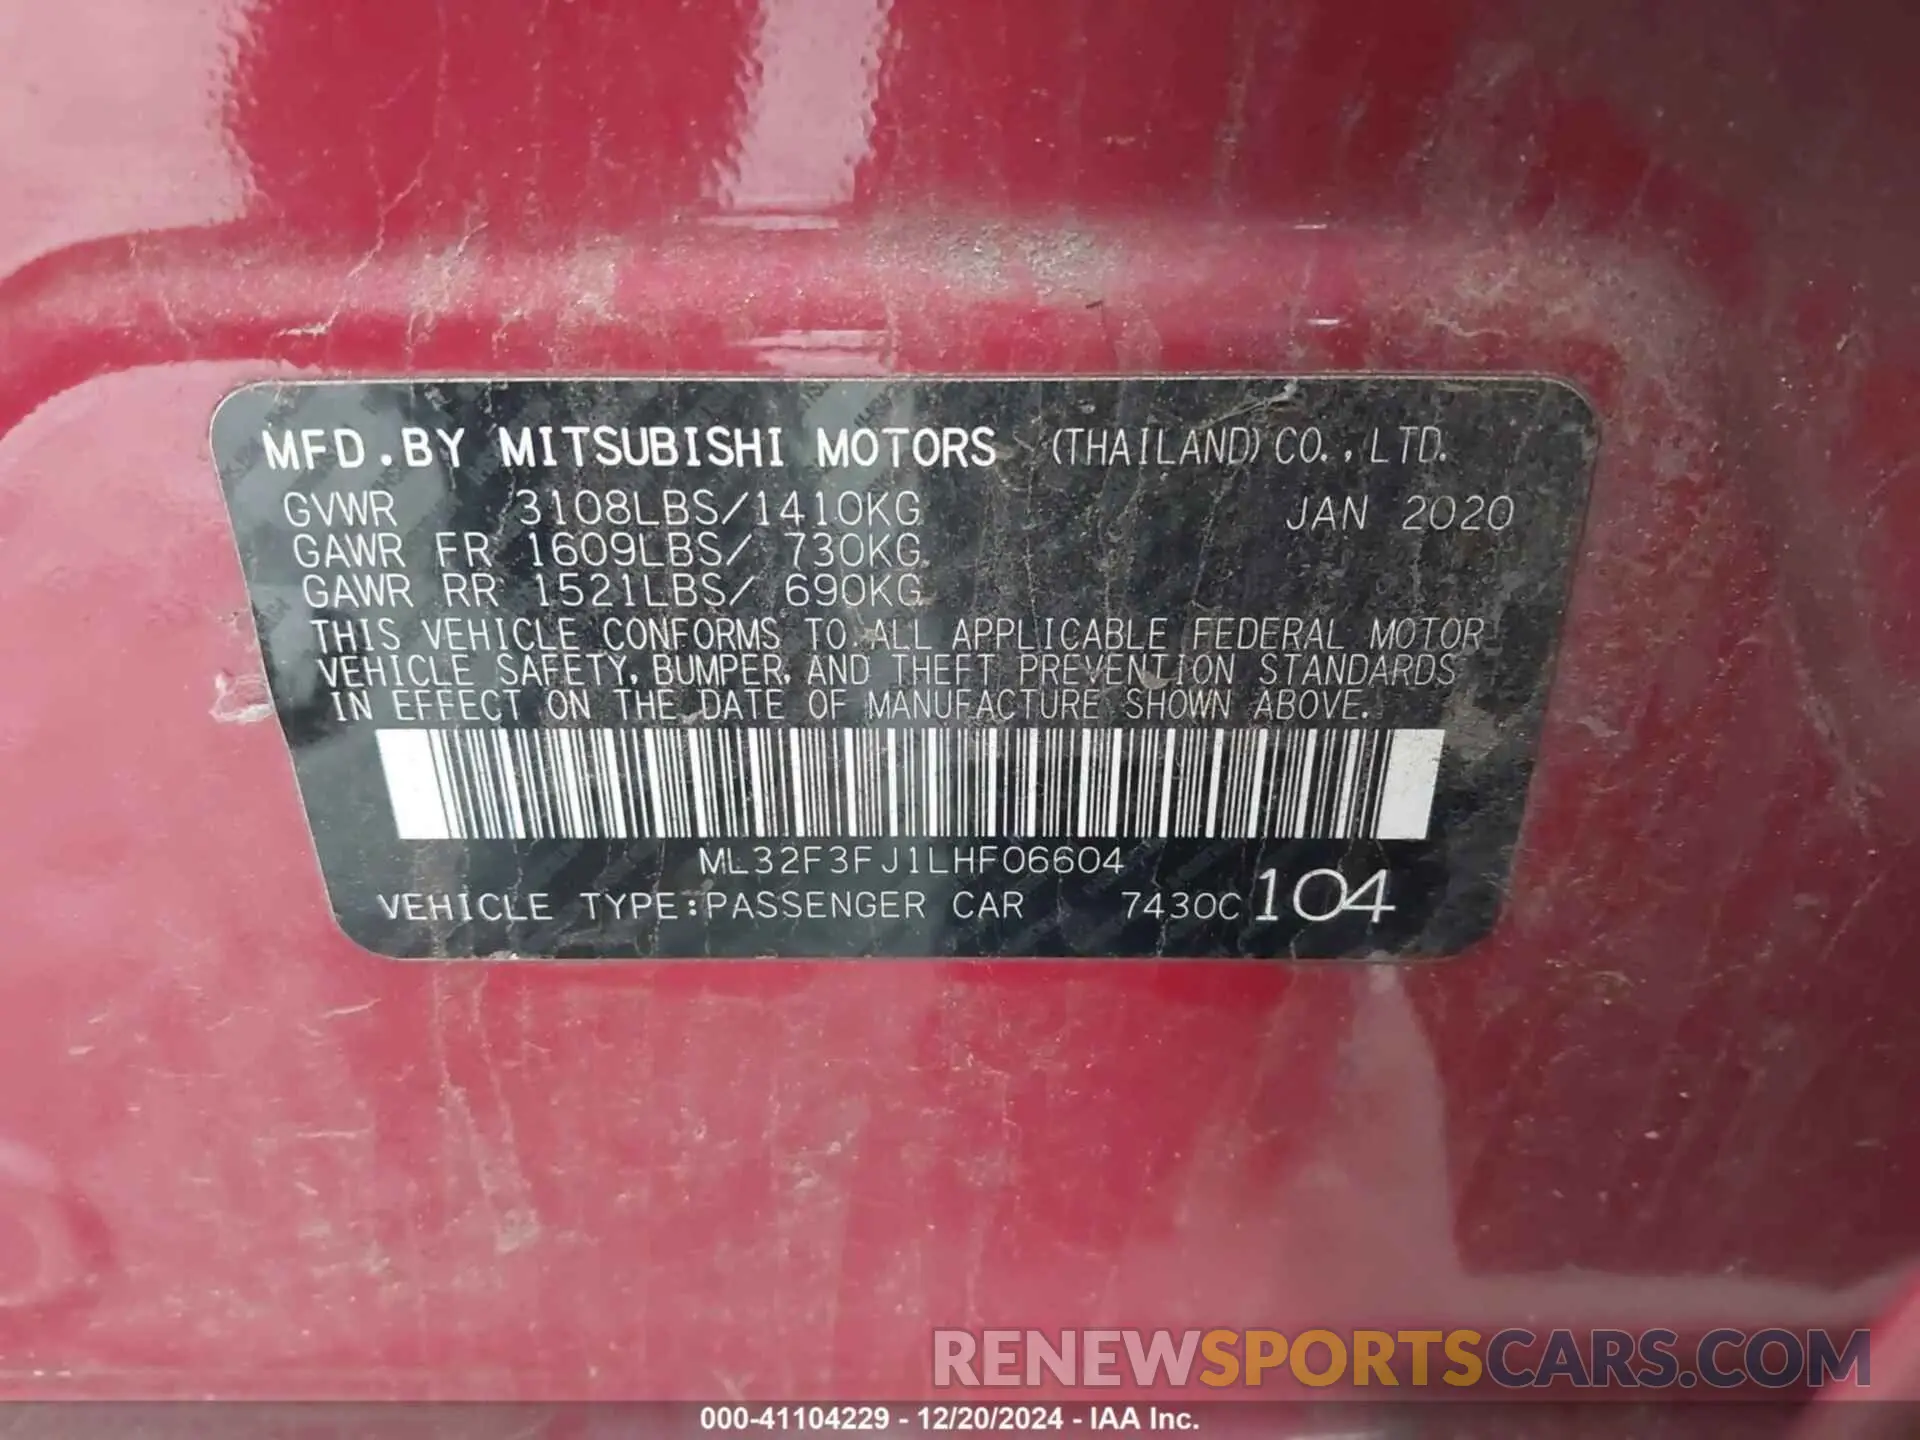 MFD.BY MITSUBISHI MOTORS (THAILAND)CO.,LTD.
GVWR 3108LBS/1410KG JAN 2020
GAWR FR 1609LBS/ 730KG
GAWR RR 1521LBS/ 690KG
THIS VEHICLE CONFORMS TO ALL APPLICABLE FEDERAL MOTOR
VEHICLE SAFETY, BUMPER, AND THEFT PREVENTION STANDARDS
IN EFFECT ON THE DATE OF MANUFACTURE SHOWN ABOVE.
ML32F3FJ1LHF06604
VEHICLE TYPE:PASSENGER CAR 7430C 104
RENEWSPORTSCARS.COM
000-41104229 - 12/20/2024 - IAA Inc.